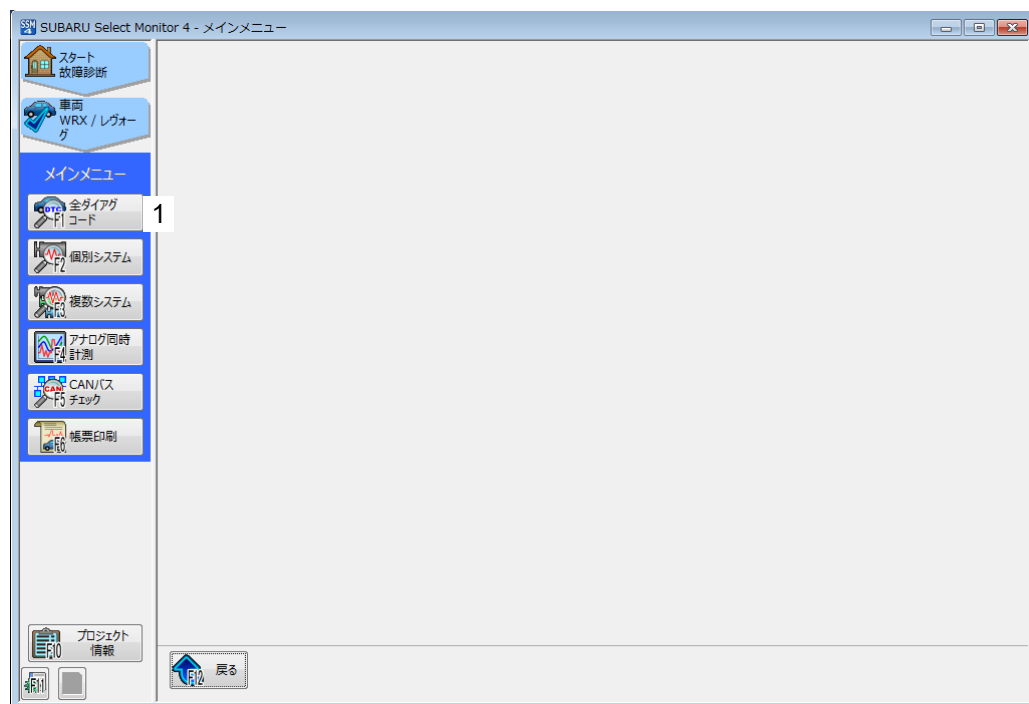 SUBARU Select Monitor 4 - メインメニュー
スタート
故障診断
車両
WRX / レヴォー
グ
メインメニュー
全ダイアグ
コード
DTC
F1
1
個別システム
F2
複数システム
F3
アナログ同時
計測
F4
CANバス
チェック
CAN
F5
帳票印刷
F6
プロジェクト
情報
F10
F11
戻る
F12